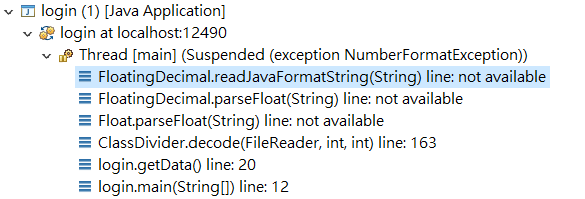 login (1) [Java Application]
login at localhost:12490
Thread [main] (Suspended (exception NumberFormatException))
FloatingDecimal.readJavaFormatString(String) line: not available
FloatingDecimal.parseFloat(String) line: not available
Float.parseFloat(String) line: not available
ClassDivider.decode(FileReader, int, int) line: 163
login.getData() line: 20
login.main(String[]) line: 12